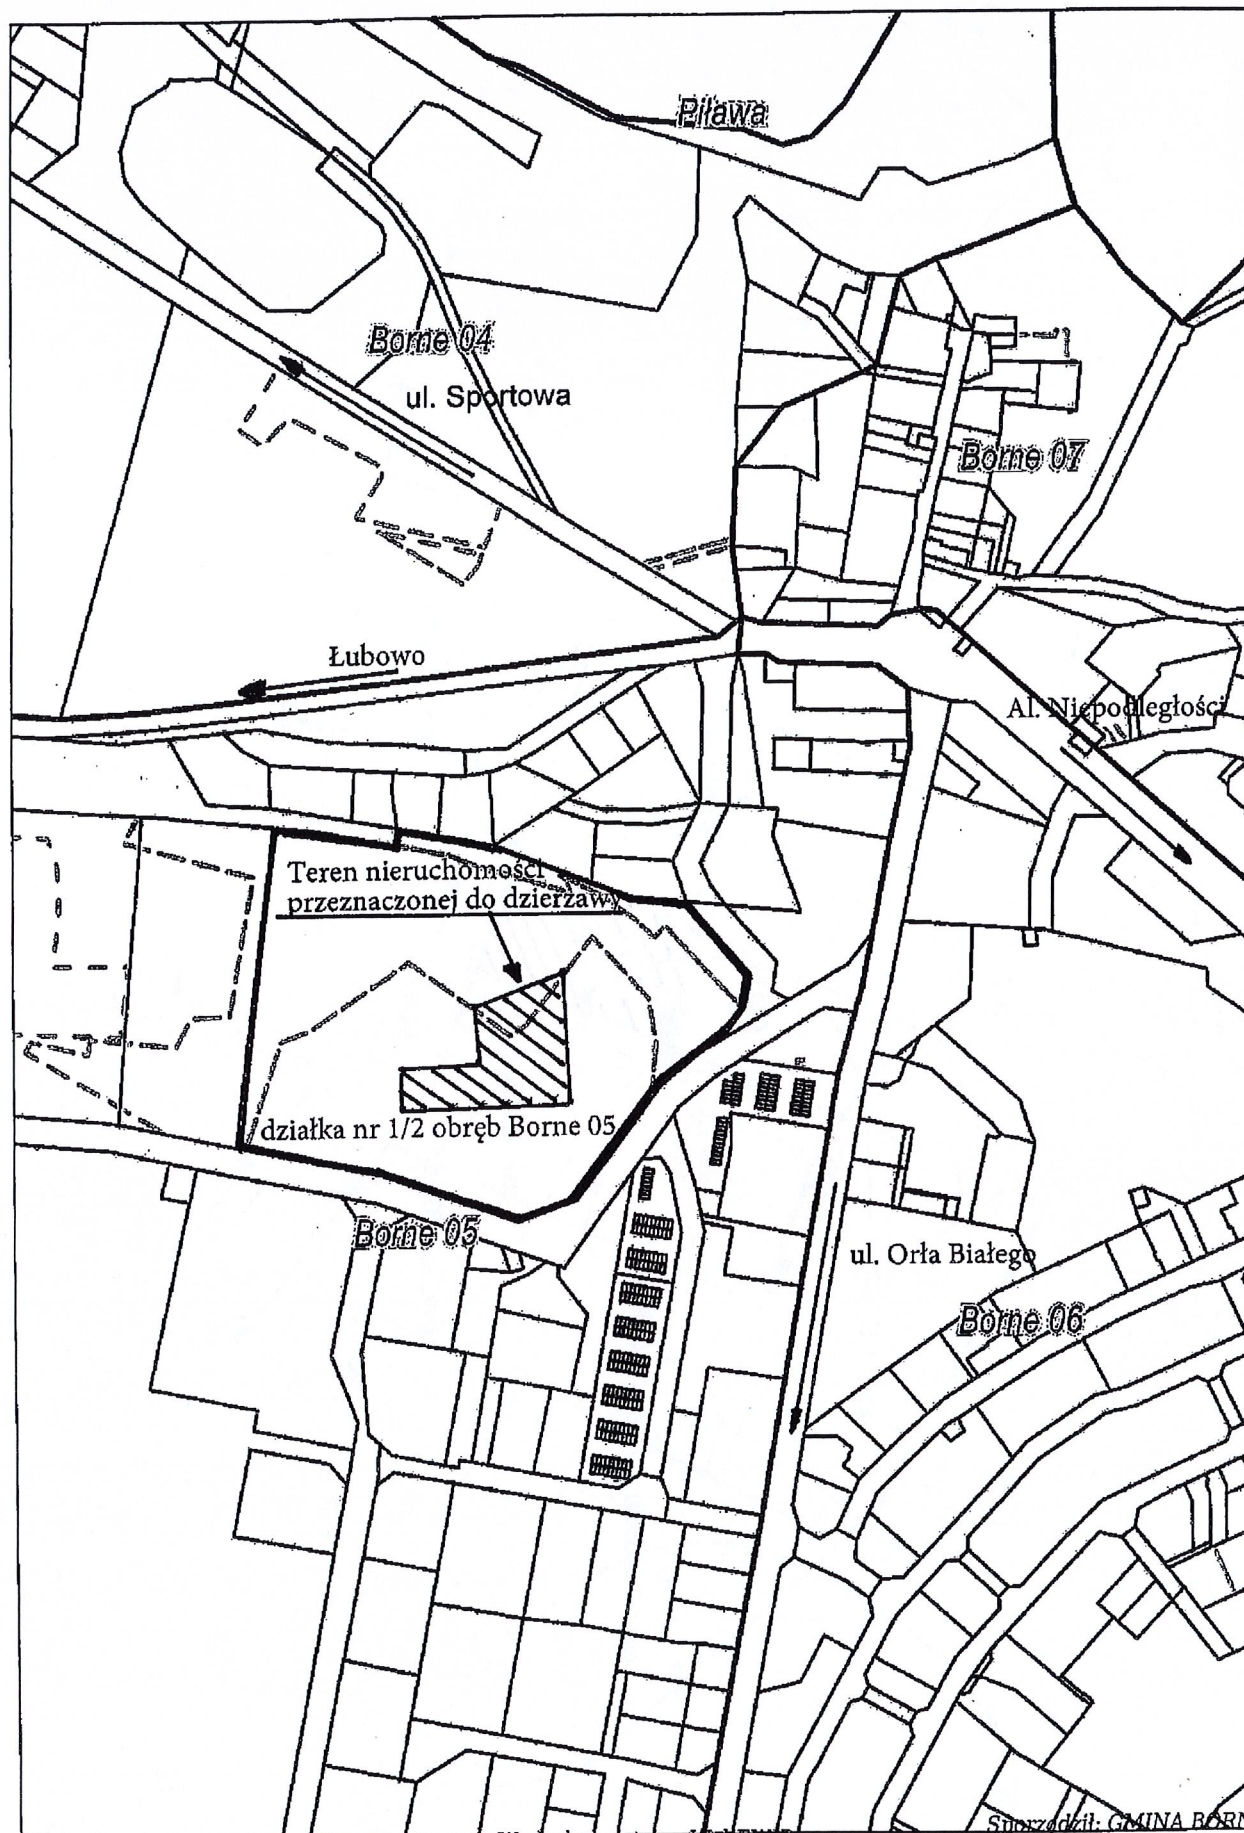 Piława
Borne 04
ul. Sportowa
Borne 07
Łubowo
Al. Niepodległości
Teren nieruchomości
przeznaczonej do dzierżawy
działka nr 1/2 obręb Borne 05
Borne 05
ul. Orła Białego
Borne 06
Sporządził: GMINA BORN